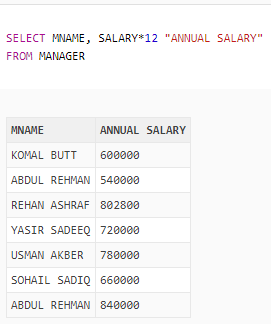 SELECT MNAME, SALARY*12 "ANNUAL SALARY"
FROM MANAGER
MNAME ANNUAL SALARY
KOMAL BUTT 600000
ABDUL REHMAN 540000
REHAN ASHRAF 802800
YASIR SADEEQ 720000
USMAN AKBER 780000
SOHAIL SADIQ 660000
ABDUL REHMAN 840000